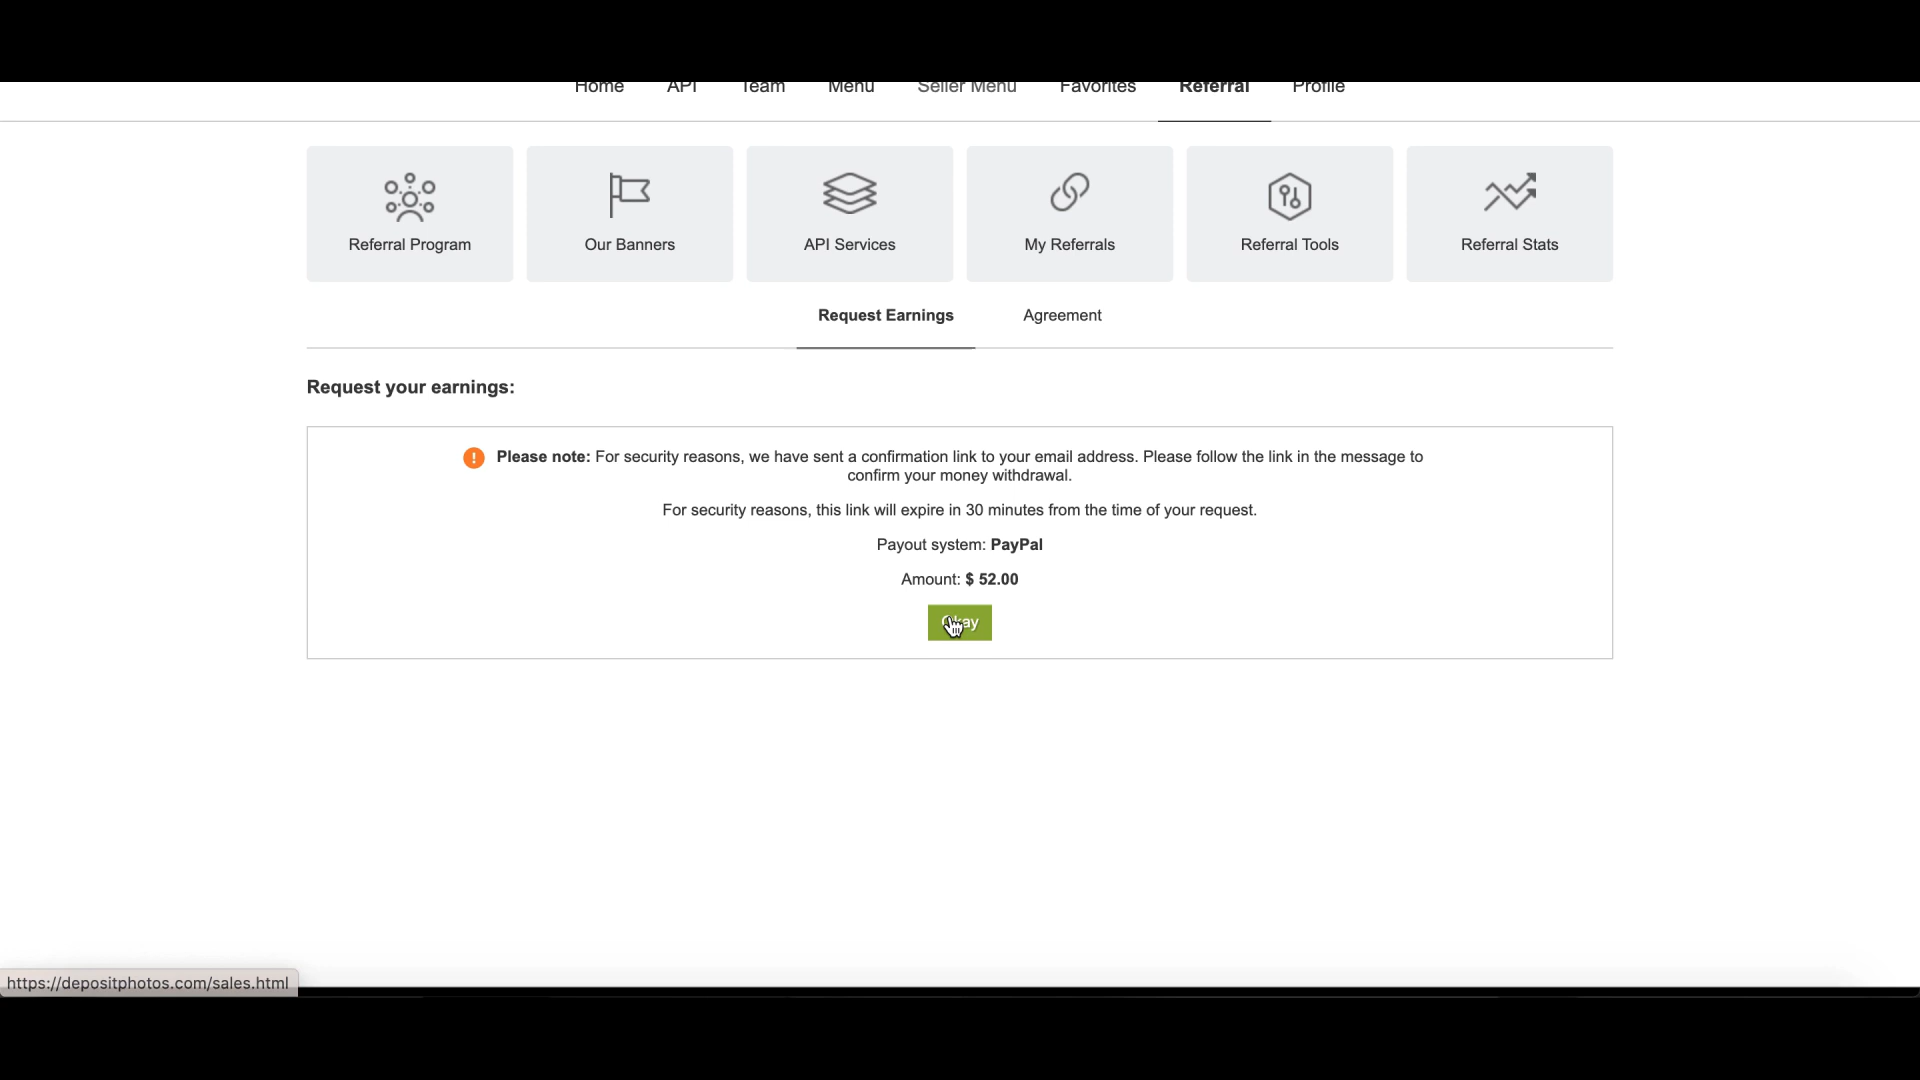 Home API Team Menu Seller Menu Favorites Referral Profile
Referral Program Our Banners API Services My Referrals Referral Tools Referral Stats
Request Earnings Agreement
Request your earnings:
Please note: For security reasons, we have sent a confirmation link to your email address. Please follow the link in the message to
confirm your money withdrawal.
For security reasons, this link will expire in 30 minutes from the time of your request.
Payout system: PayPal
Amount: $ 52.00
Okay
https://depositphotos.com/sales.html